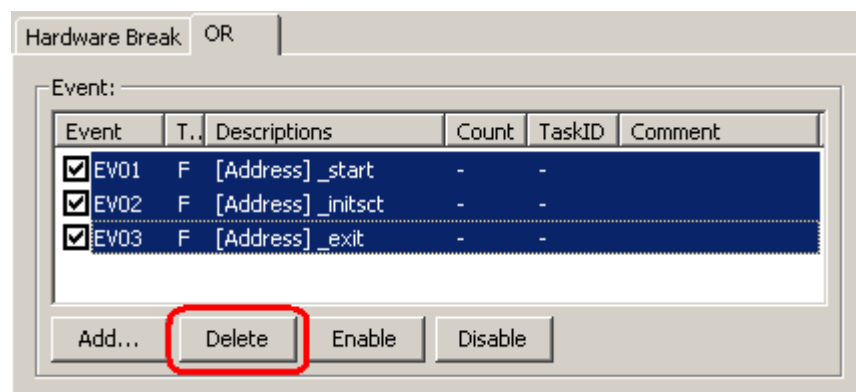 Hardware Break OR
Event:
Event T.. Descriptions Count TaskID Comment
EV01 F [Address] _start - -
EV02 F [Address] _initsct - -
EV03 F [Address] _exit - -
Add... Delete Enable Disable